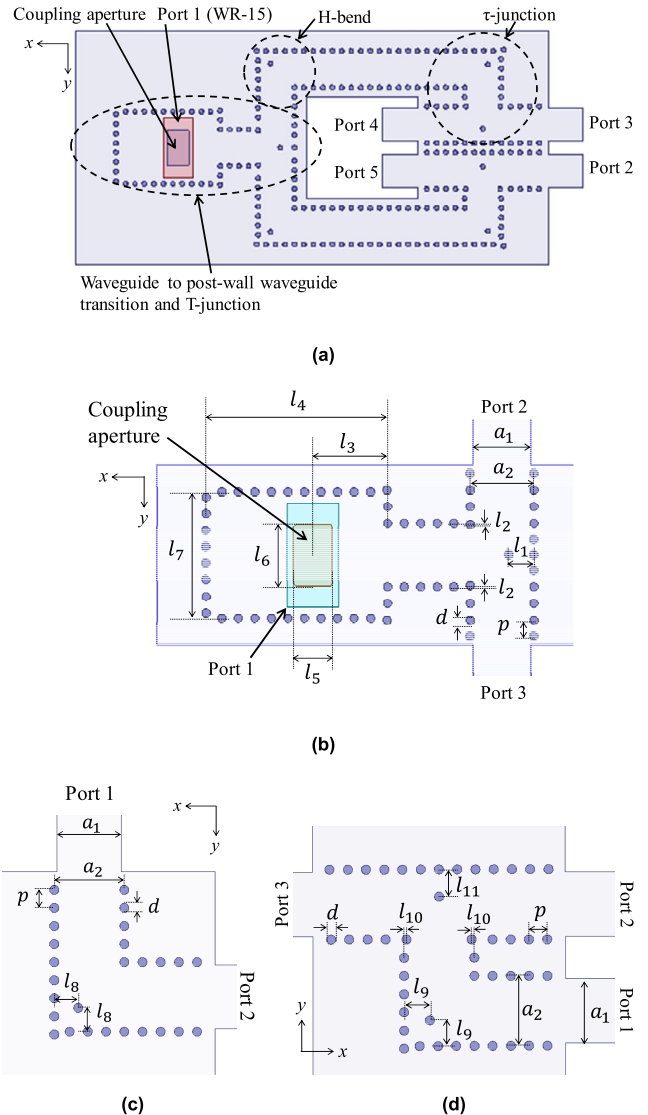 Coupling aperture
Port 1 (WR-15)
H-bend
τ-junction
x
y
Port 4
Port 3
Port 5
Port 2
Waveguide to post-wall waveguide
transition and T-junction
(a)
Coupling
aperture
l₄
l₃
Port 2
a₁
a₂
x
y
l₂
l₁
l₇
l₆
l₂
d
p
Port 1
l₅
Port 3
(b)
Port 1
x
y
a₁
a₂
p
d
l₈
l₈
Port 2
(c)
Port 3
l₁₁
Port 2
d
l₁₀
l₁₀
p
l₉
a₂
a₁
l₉
Port 1
y
x
(d)